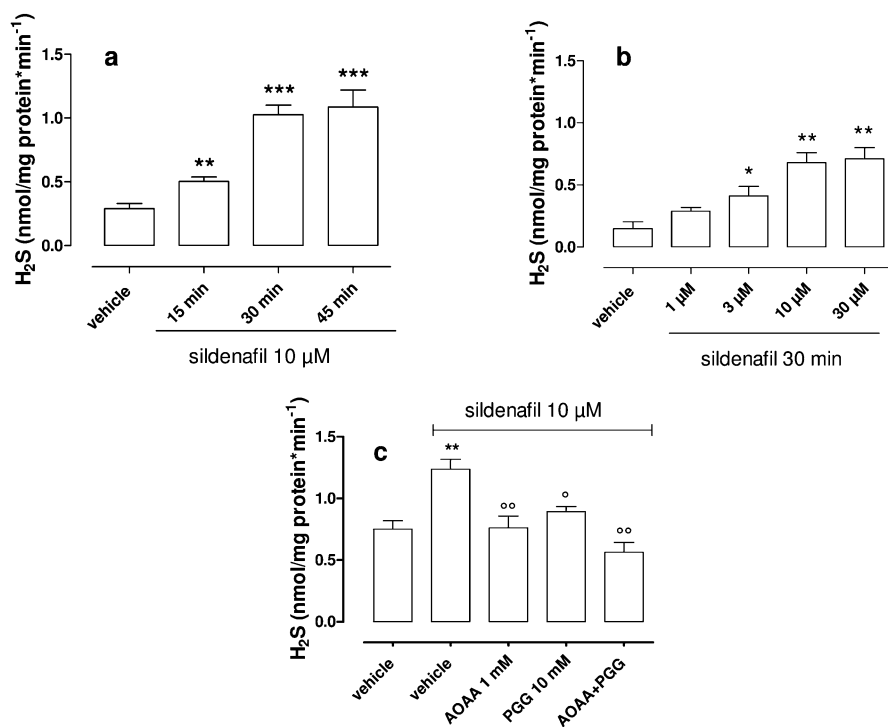 a
H₂S (nmol/mg protein*min⁻¹)
1.5
1.0
0.5
0.0
**
***
***
vehicle
15 min
30 min
45 min
sildenafil 10 µM
b
H₂S (nmol/mg protein*min⁻¹)
1.5
1.0
0.5
0.0
*
**
**
vehicle
1 µM
3 µM
10 µM
30 µM
sildenafil 30 min
sildenafil 10 µM
c
H₂S (nmol/mg protein*min⁻¹)
1.5
1.0
0.5
0.0
**
°°
°
°°
vehicle
vehicle
AOAA 1 mM
PGG 10 mM
AOAA+PGG